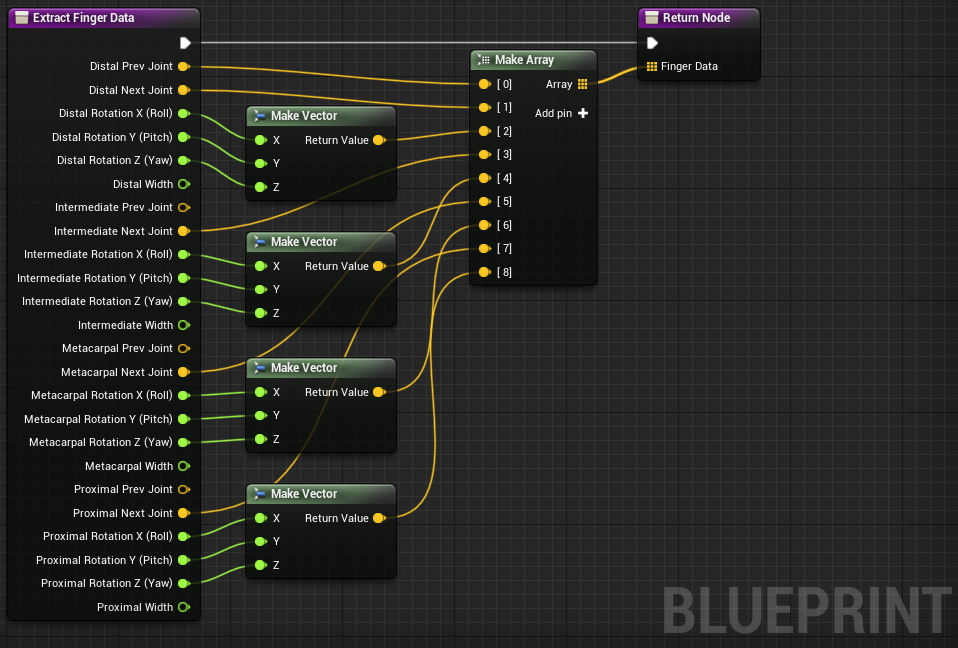 Extract Finger Data
Distal Prev Joint
Distal Next Joint
Distal Rotation X (Roll)
Distal Rotation Y (Pitch)
Distal Rotation Z (Yaw)
Distal Width
Intermediate Prev Joint
Intermediate Next Joint
Intermediate Rotation X (Roll)
Intermediate Rotation Y (Pitch)
Intermediate Rotation Z (Yaw)
Intermediate Width
Metacarpal Prev Joint
Metacarpal Next Joint
Metacarpal Rotation X (Roll)
Metacarpal Rotation Y (Pitch)
Metacarpal Rotation Z (Yaw)
Metacarpal Width
Proximal Prev Joint
Proximal Next Joint
Proximal Rotation X (Roll)
Proximal Rotation Y (Pitch)
Proximal Rotation Z (Yaw)
Proximal Width
Make Vector
X Return Value
Y
Z
Make Vector
X Return Value
Y
Z
Make Vector
X Return Value
Y
Z
Make Vector
X Return Value
Y
Z
Make Array
[ 0] Array
[ 1] Add pin
[ 2]
[ 3]
[ 4]
[ 5]
[ 6]
[ 7]
[ 8]
Return Node
Finger Data
BLUEPRINT